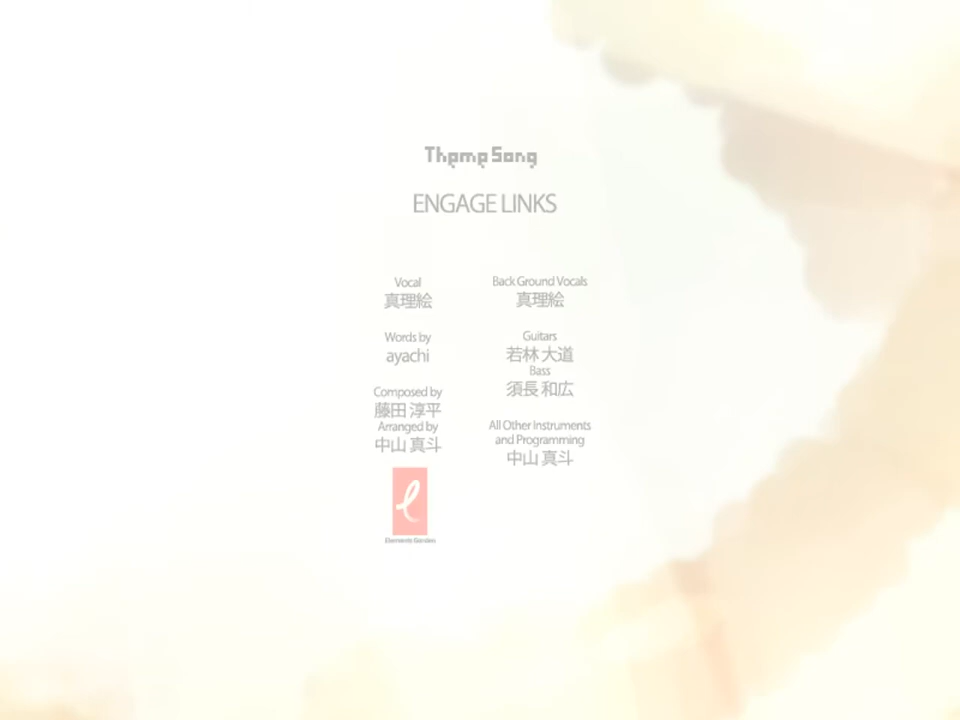 Theme Song
ENGAGE LINKS
Vocal
真理絵
Words by
ayachi
Composed by
藤田 淳平
Arranged by
中山 真斗
Elements Garden
Back Ground Vocals
真理絵
Guitars
若林 大道
Bass
須長 和広
All Other Instruments
and Programming
中山 真斗